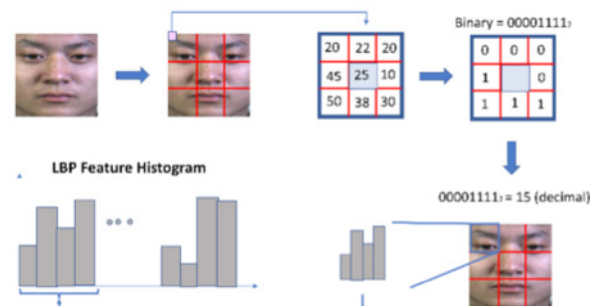 Binary = 00001111₂
20 22 20
45 25 10
50 38 30
0 0 0
1 0
1 1 1
LBP Feature Histogram
00001111₂ = 15 (decimal)